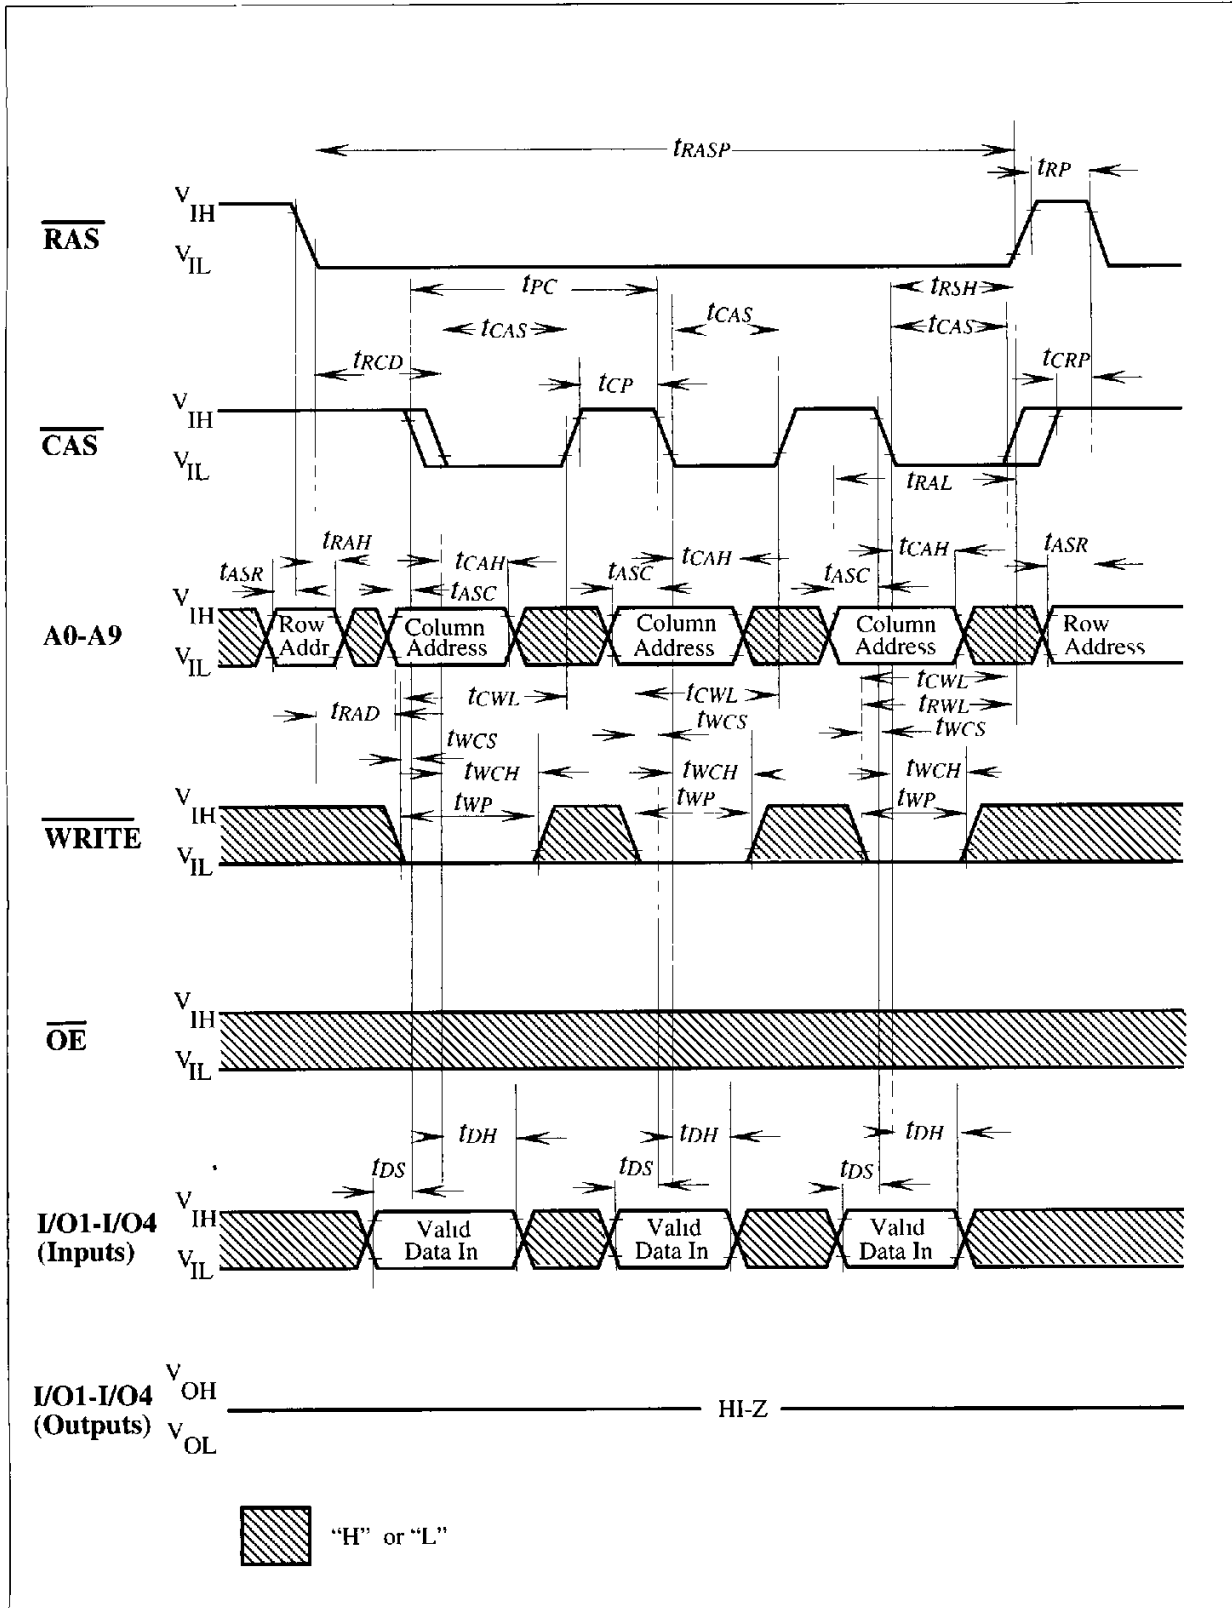 tRASP
tRP
VIH
RAS
VIL
tPC
tRSH
tCAS
tCAS
tCAS
tRCD
tCP
tCRP
VIH
CAS
VIL
tRAL
tRAH
tCAH
tCAH
tCAH
tASR
tASR
tASC
tASC
tASC
VIH
A0-A9
VIL
Row
Addr
Column
Address
Column
Address
Column
Address
Row
Address
tCWL
tCWL
tCWL
tRAD
tRWL
tWCS
tWCS
tWCS
tWCH
tWCH
tWCH
tWP
tWP
tWP
VIH
WRITE
VIL
VIH
OE
VIL
tDH
tDH
tDH
tDS
tDS
tDS
VIH
I/O1-I/O4
(Inputs)
VIL
Valid
Data In
Valid
Data In
Valid
Data In
VOH
I/O1-I/O4
(Outputs)
VOL
HI-Z
“H” or “L”